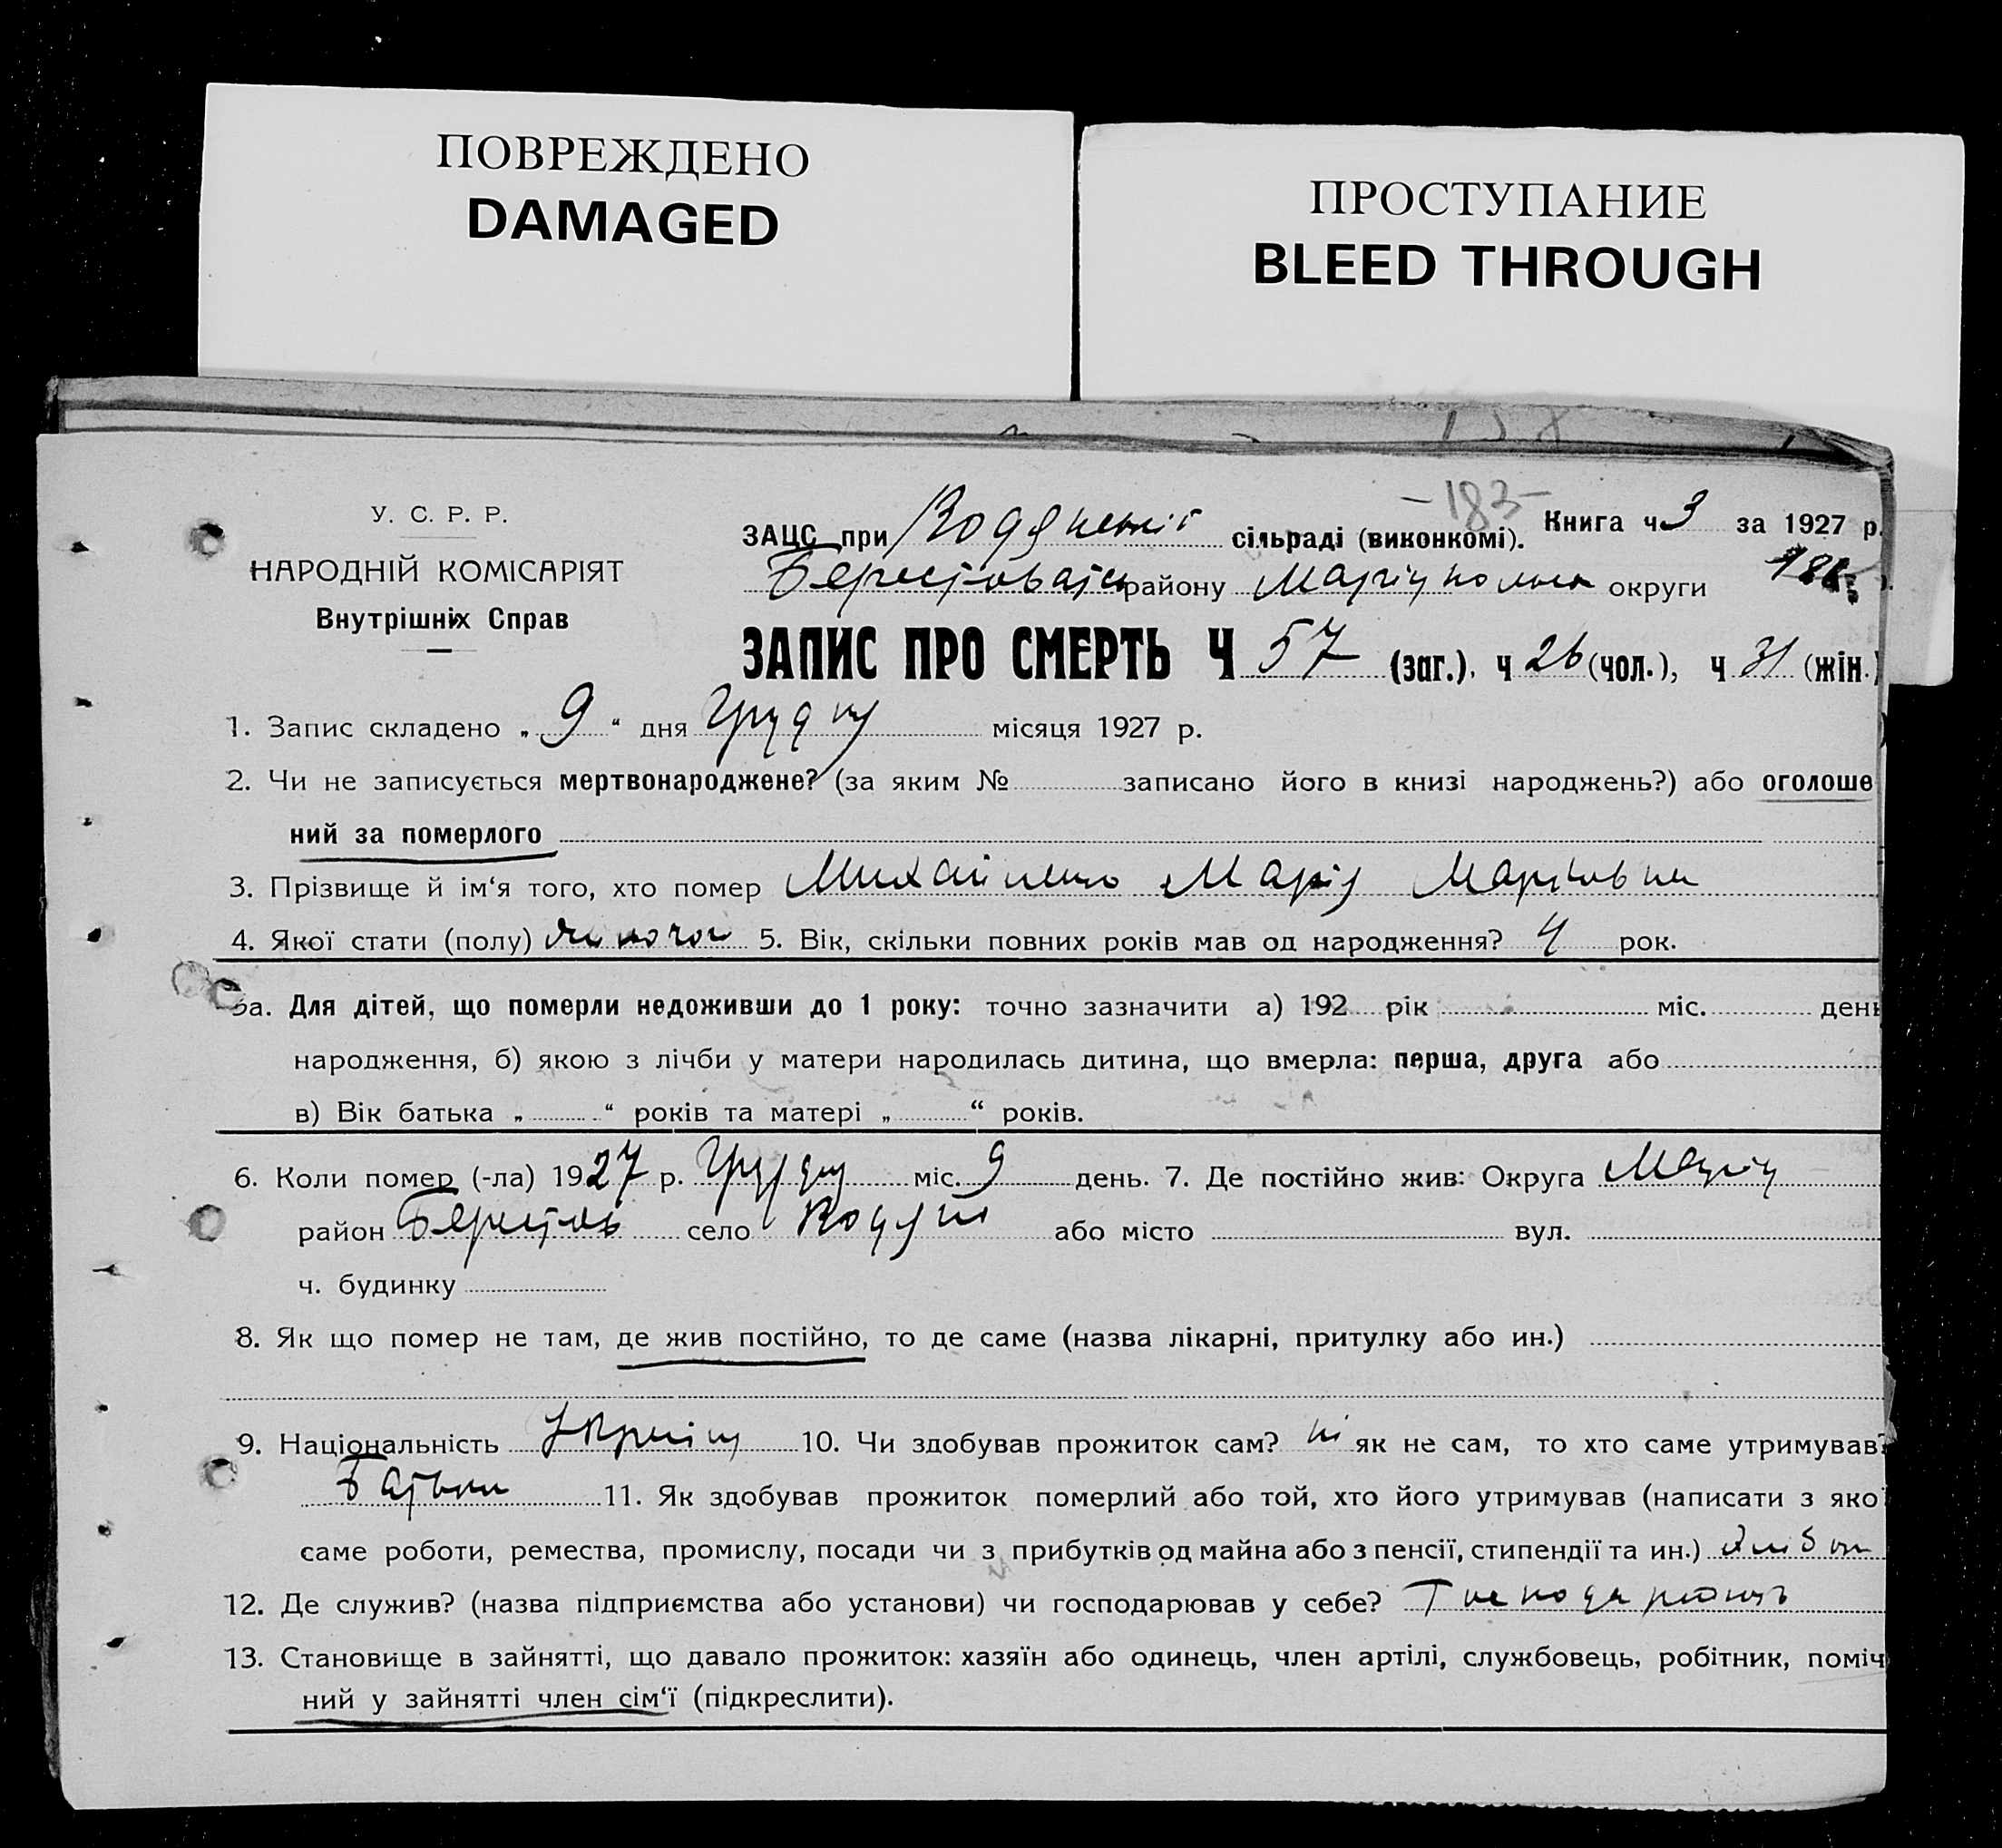 ПОВРЕЖДЕНО
DAMAGED
ПРОСТУПАНИЕ
BLEED THROUGH
У. С. Р. Р.
НАРОДНІЙ КОМІСАРІЯТ
Внутрішніх Справ
-183-
ЗАЦС при сільраді (виконкомі). Книга ч. 3 за 1927 р.
району округи
ЗАПИС ПРО СМЕРТЬ Ч 57 (заг.), ч 26 (чол.), ч 31 (жін.)
1. Запис складено „ 9 “ дня Грудня місяця 1927 р.
2. Чи не записується мертвонароджене? (за яким № записано його в книзі народжень?) або оголоше
ний за померлого
3. Прізвище й ім‘я того, хто помер Михайленко Марія Марковна
4. Якої стати (полу) жіночої 5. Вік, скільки повних років мав од народження? 4 рок.
5а. Для дітей, що померли недоживши до 1 року: точно зазначити а) 192 рік міс. день
народження, б) якою з лічби у матери народилась дитина, що вмерла: перша, друга або
в) Вік батька „ “ років та матері „ “ років.
6. Коли помер (-ла) 1927 р. Грудня міс. 9 день. 7. Де постійно жив: Округа Маріу
район Берестов село або місто вул.
ч. будинку
8. Як що помер не там, де жив постійно, то де саме (назва лікарні, притулку або ин.)
9. Національність 10. Чи здобував прожиток сам? ні як не сам, то хто саме утримував?
Батьки 11. Як здобував прожиток померлий або той, хто його утримував (написати з якої
саме роботи, ремества, промислу, посади чи з прибутків од майна або з пенсії, стипендії та ин.)
12. Де служив? (назва підприємства або установи) чи господарював у себе?
13. Становище в зайнятті, що давало прожиток: хазяїн або одинець, член артілі, службовець, робітник, поміч
ний у зайнятті член сім‘ї (підкреслити).